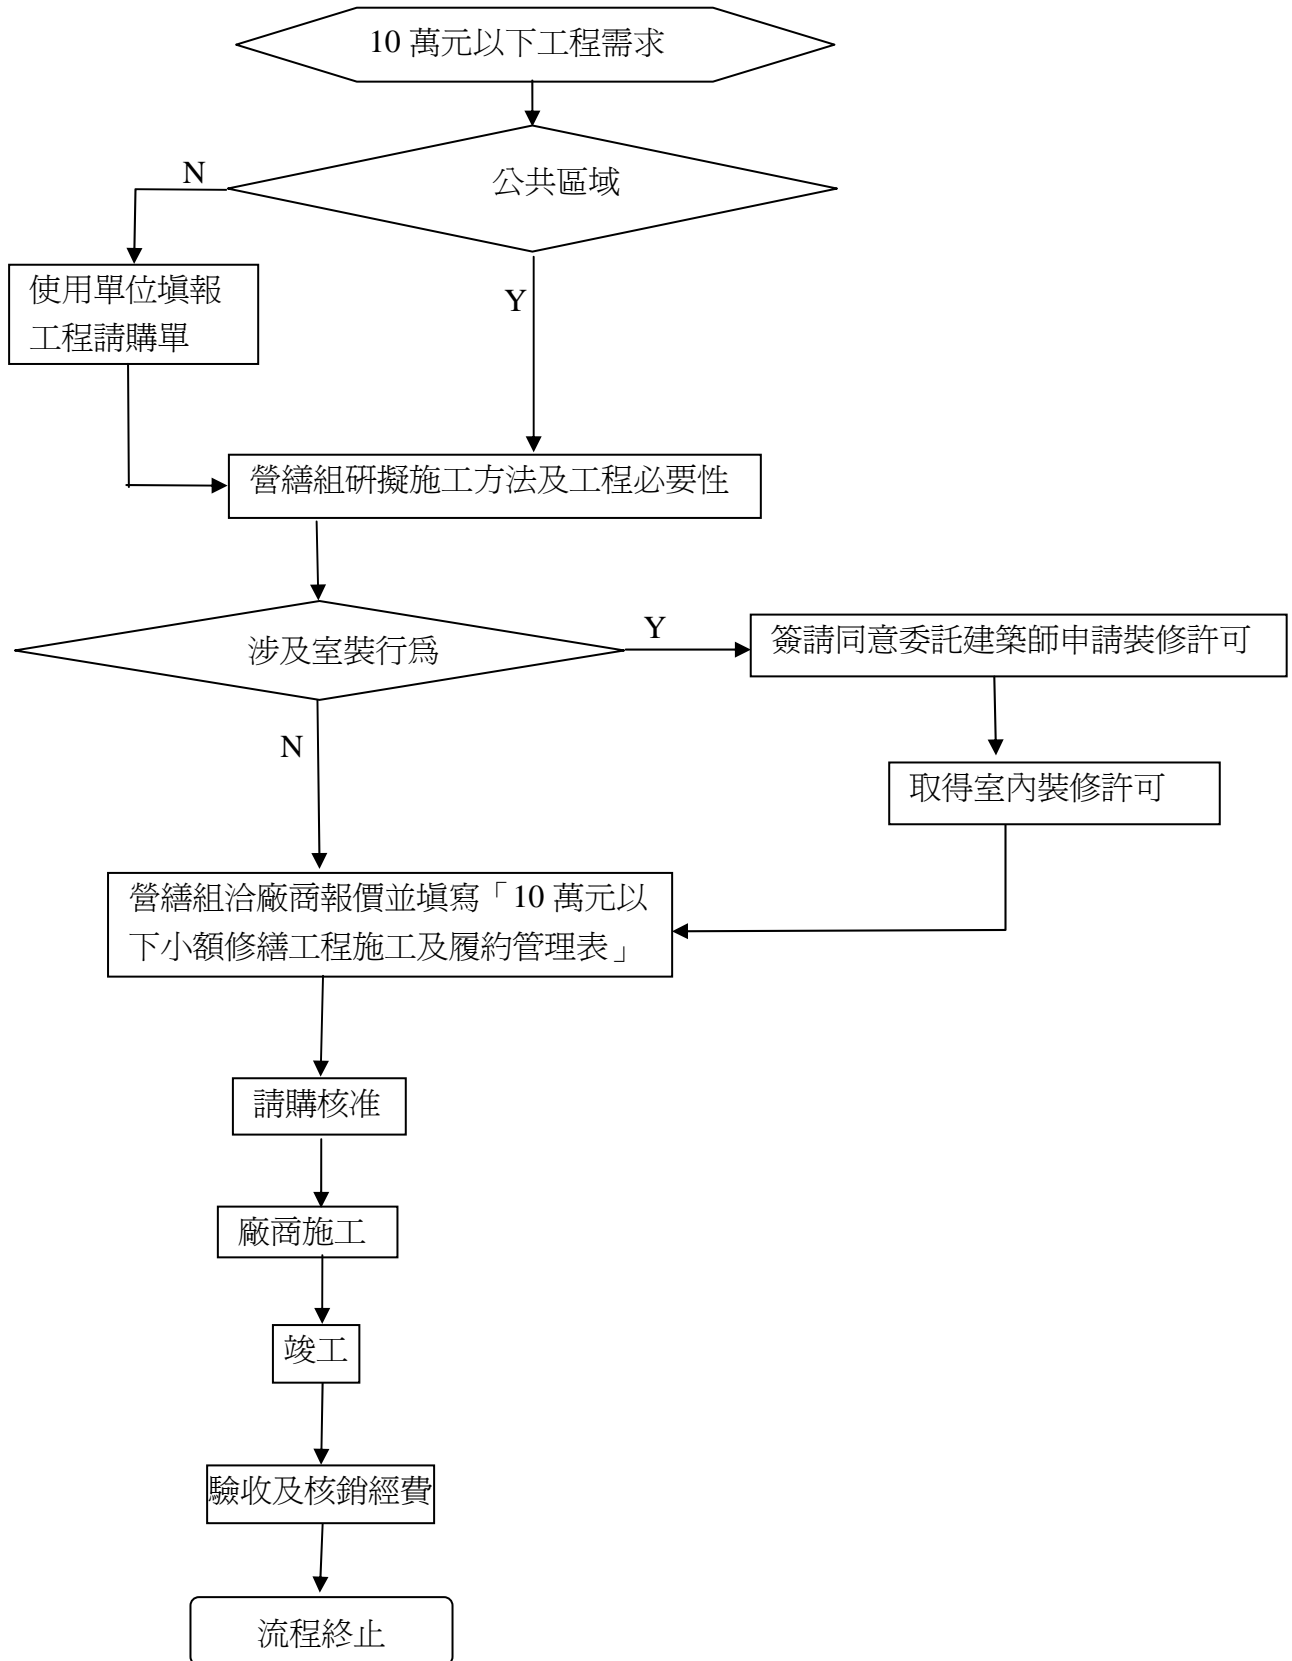 10 萬元以下工程需求
公共區域
N
Y
使用單位填報
工程請購單
營繕組研擬施工方法及工程必要性
涉及室裝行為
Y
簽請同意委託建築師申請裝修許可
N
取得室內裝修許可
營繕組洽廠商報價並填寫「10 萬元以
下小額修繕工程施工及履約管理表」
請購核准
廠商施工
竣工
驗收及核銷經費
流程終止